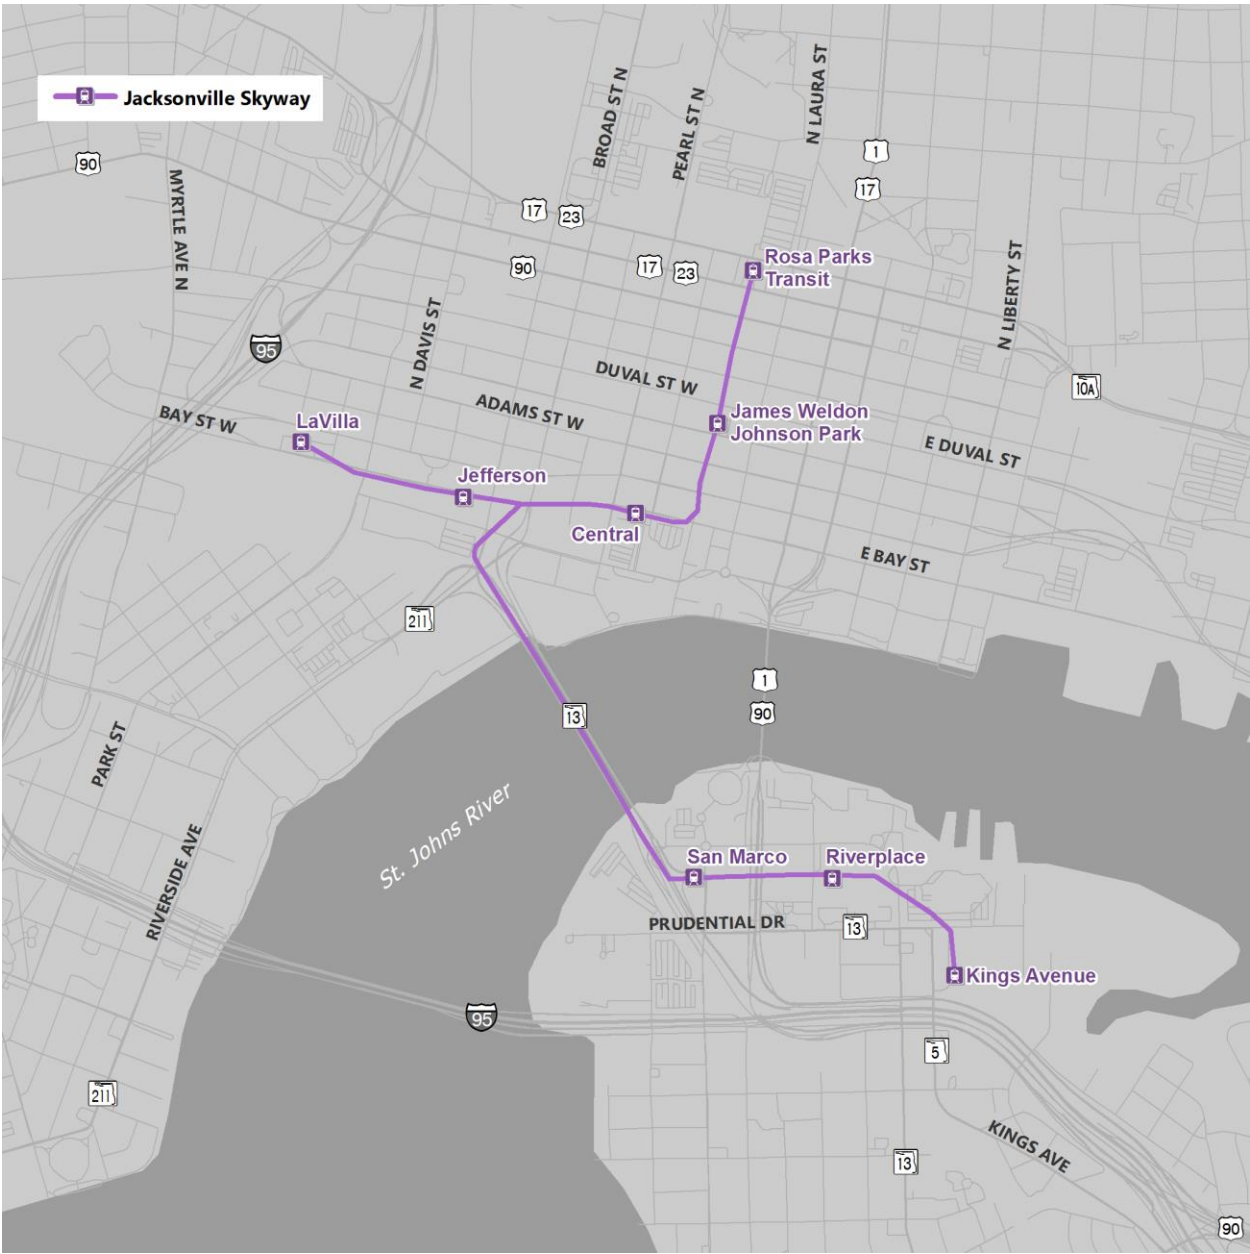 Jacksonville Skyway
BROAD ST N
PEARL ST N
N LAURA ST
1
90
17
MYRTLE AVE N
17
23
Rosa Parks
Transit
90
17
23
N LIBERTY ST
N DAVIS ST
95
DUVAL ST W
10A
ADAMS ST W
James Weldon
Johnson Park
BAY ST W
LaVilla
E DUVAL ST
Jefferson
Central
E BAY ST
211
1
13
90
PARK ST
St. Johns River
San Marco
Riverplace
RIVERSIDE AVE
PRUDENTIAL DR
13
Kings Avenue
95
5
211
KINGS AVE
13
90